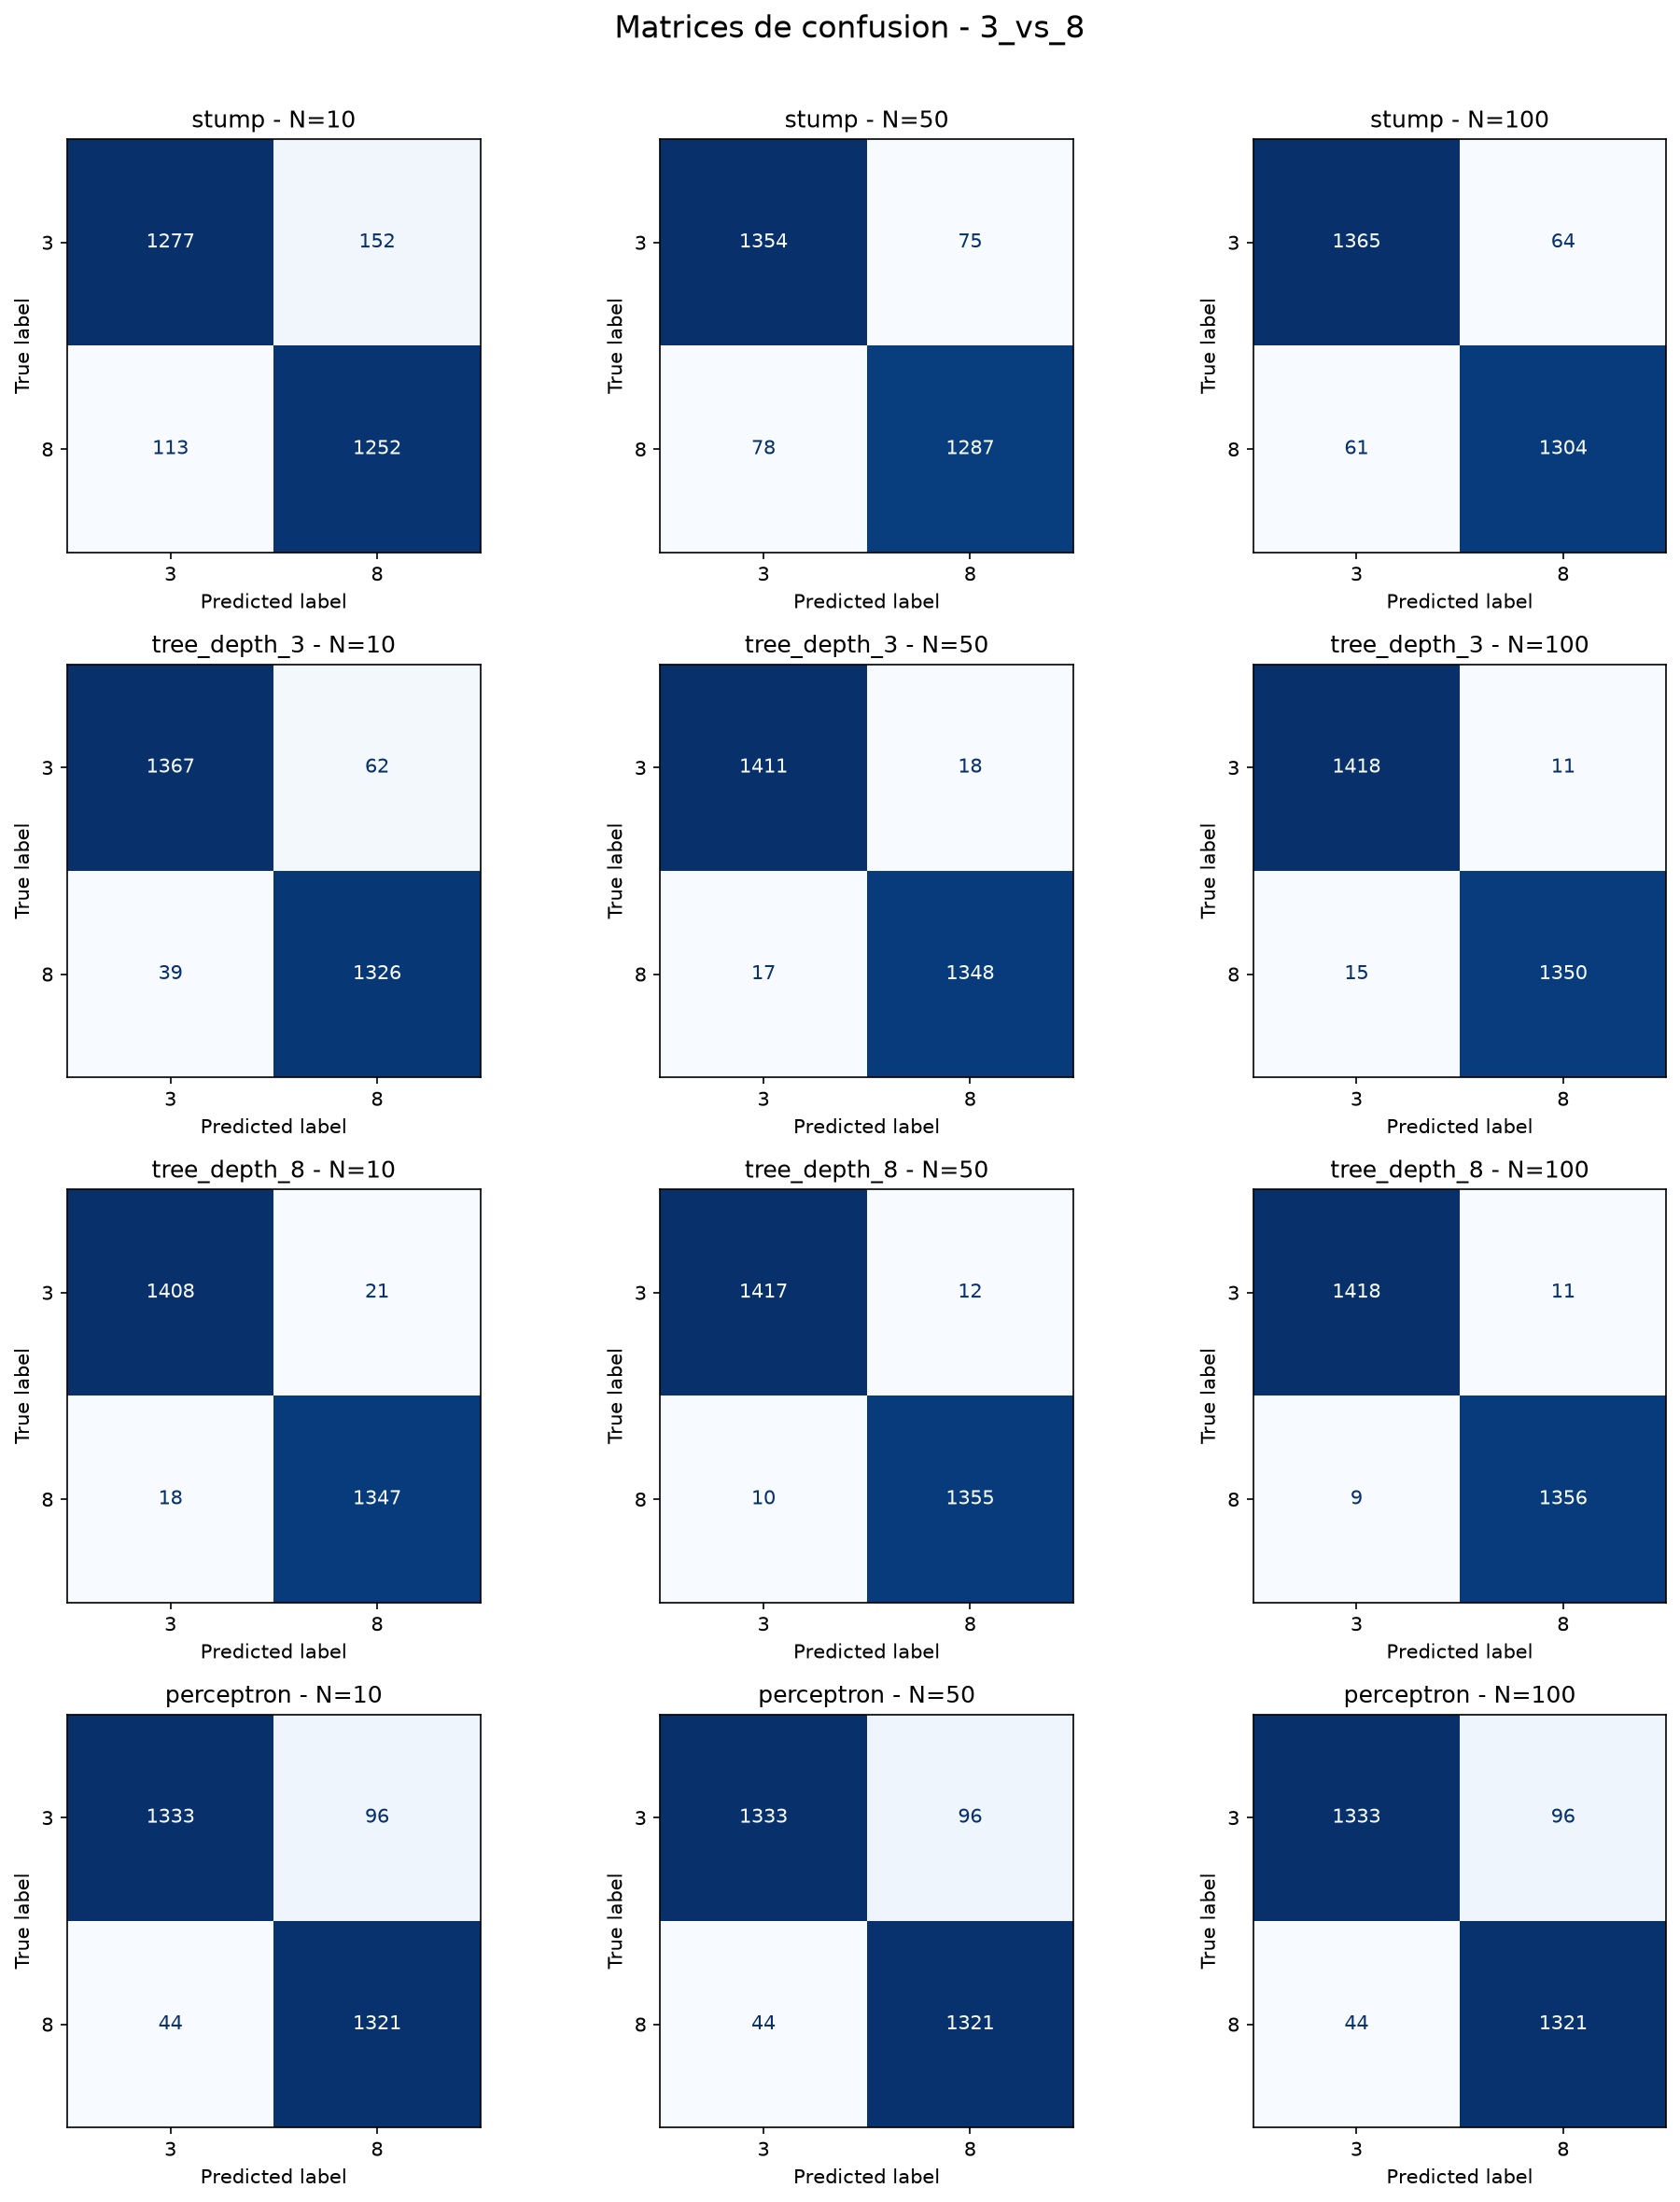 Matrices de confusion - 3_vs_8
stump - N=10
stump - N=50
stump - N=100
True label
3
1277
152
8
113
1252
3
8
Predicted label
True label
3
1354
75
8
78
1287
3
8
Predicted label
True label
3
1365
64
8
61
1304
3
8
Predicted label
tree_depth_3 - N=10
tree_depth_3 - N=50
tree_depth_3 - N=100
True label
3
1367
62
8
39
1326
3
8
Predicted label
True label
3
1411
18
8
17
1348
3
8
Predicted label
True label
3
1418
11
8
15
1350
3
8
Predicted label
tree_depth_8 - N=10
tree_depth_8 - N=50
tree_depth_8 - N=100
True label
3
1408
21
8
18
1347
3
8
Predicted label
True label
3
1417
12
8
10
1355
3
8
Predicted label
True label
3
1418
11
8
9
1356
3
8
Predicted label
perceptron - N=10
perceptron - N=50
perceptron - N=100
True label
3
1333
96
8
44
1321
3
8
Predicted label
True label
3
1333
96
8
44
1321
3
8
Predicted label
True label
3
1333
96
8
44
1321
3
8
Predicted label